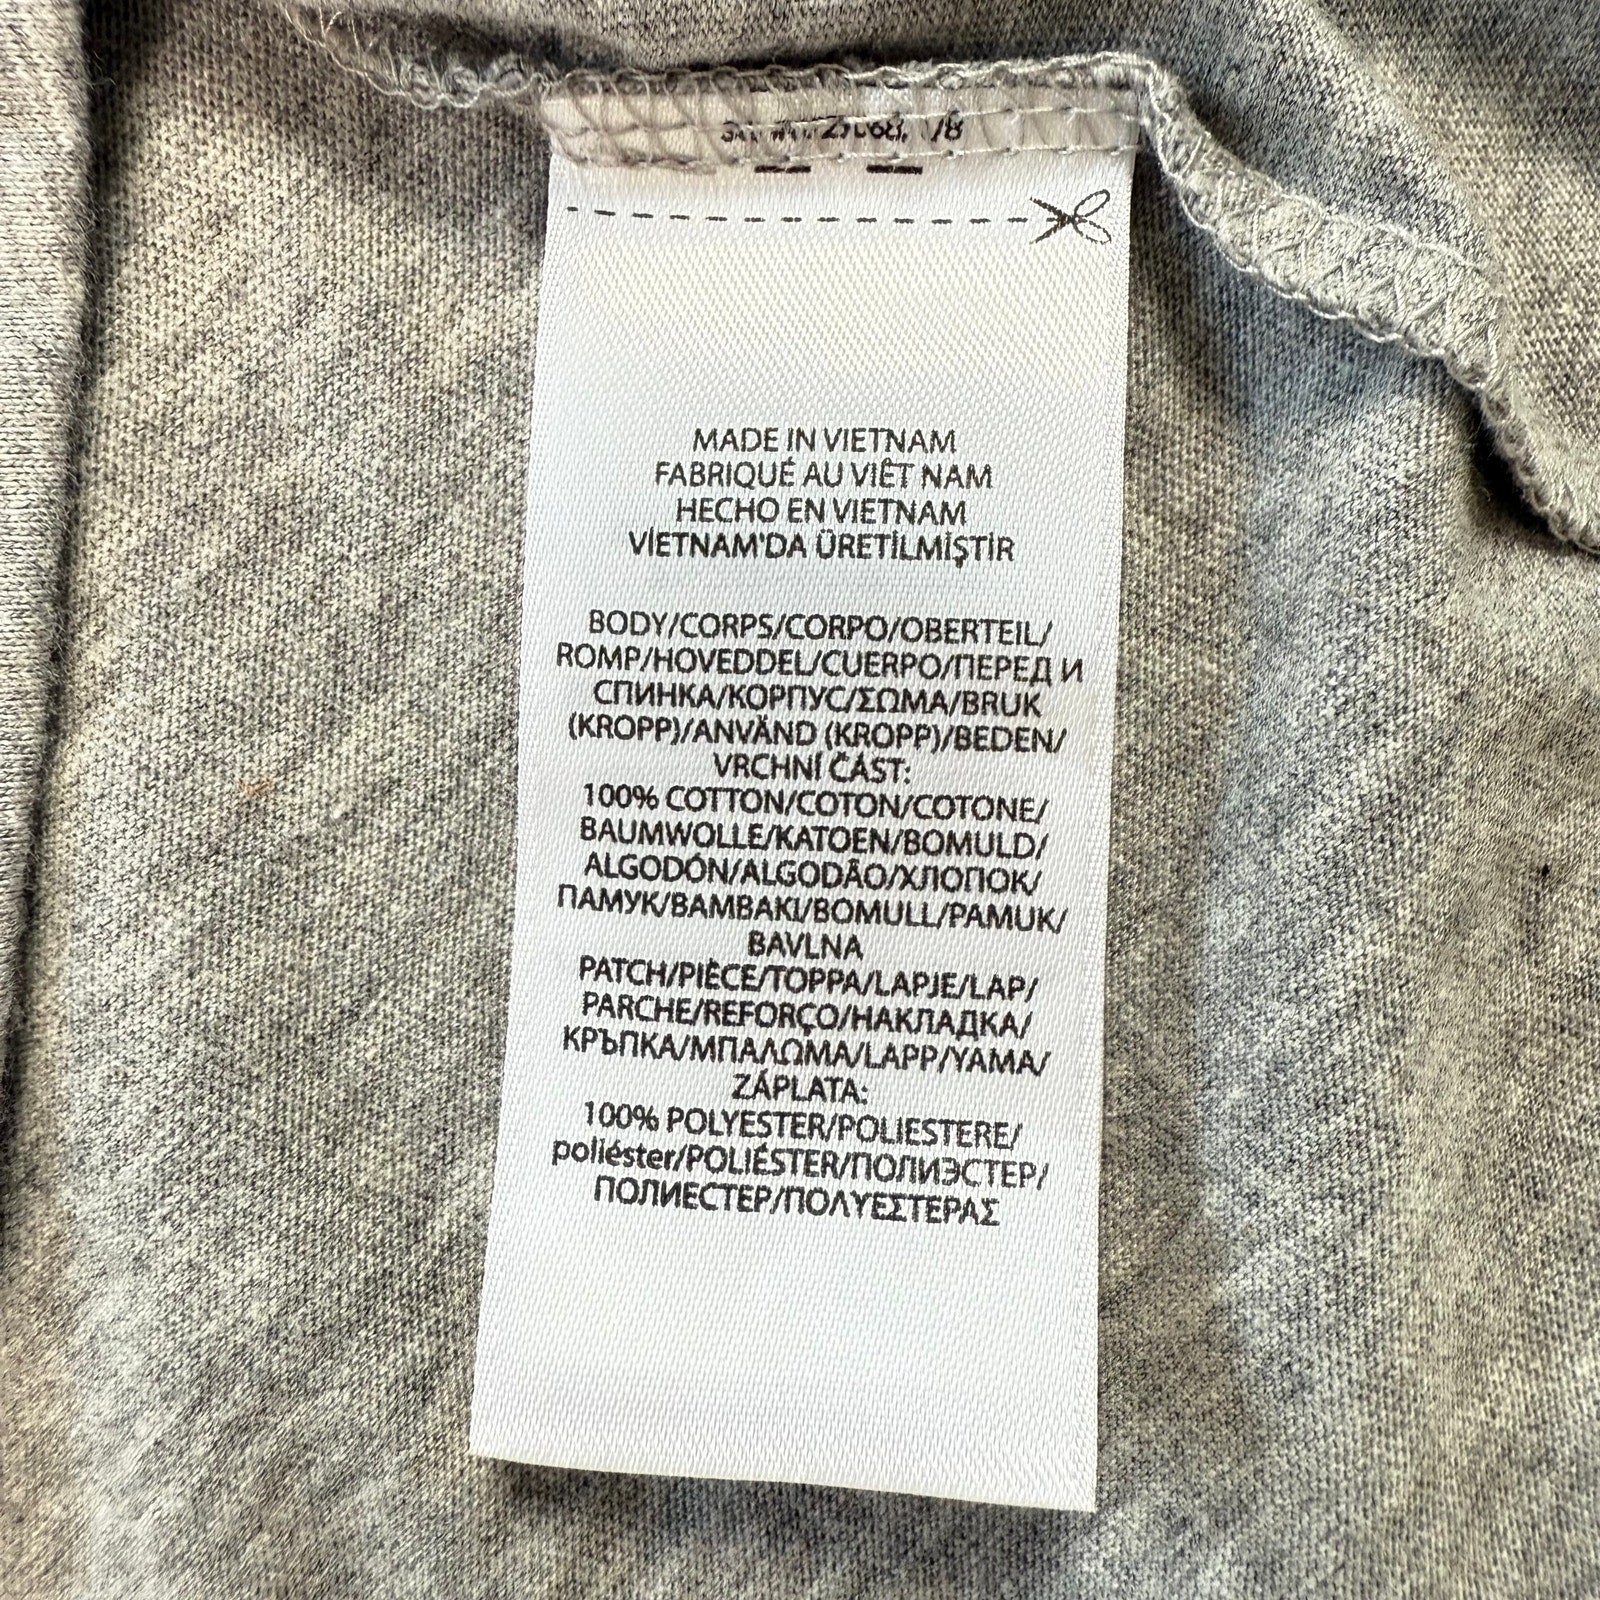 MADE IN VIETNAM
FABRIQUÉ AU VIÊT NAM
HECHO EN VIETNAM
VİETNAM'DA ÜRETİLMİŞTİR
BODY/CORPS/CORPO/OBERTEIL/
ROMP/HOVEDDEL/CUERPO/ПЕРЕД И
СПИНКА/КОРПУС/ΣΩΜΑ/BRUK
(KROPP)/ANVÄND (KROPP)/BEDEN/
VRCHNÍ ČÁST:
100% COTTON/COTON/COTONE/
BAUMWOLLE/KATOEN/BOMULD/
ALGODÓN/ALGODÃO/ХЛОПОК/
ПАМУК/ΒΑΜΒΑΚΙ/BOMULL/PAMUK/
BAVLNA
PATCH/PIÈCE/TOPPA/LAPJE/LAP/
PARCHE/REFORÇO/НАКЛАДКА/
КРЪПКА/ΜΠΑΛΩΜΑ/LAPP/YAMA/
ZÁPLATA:
100% POLYESTER/POLIESTERE/
poliéster/POLIÉSTER/ПОЛИЭСТЕР/
ПОЛИЕСТЕР/ΠΟΛΥΕΣΤΕΡΑΣ